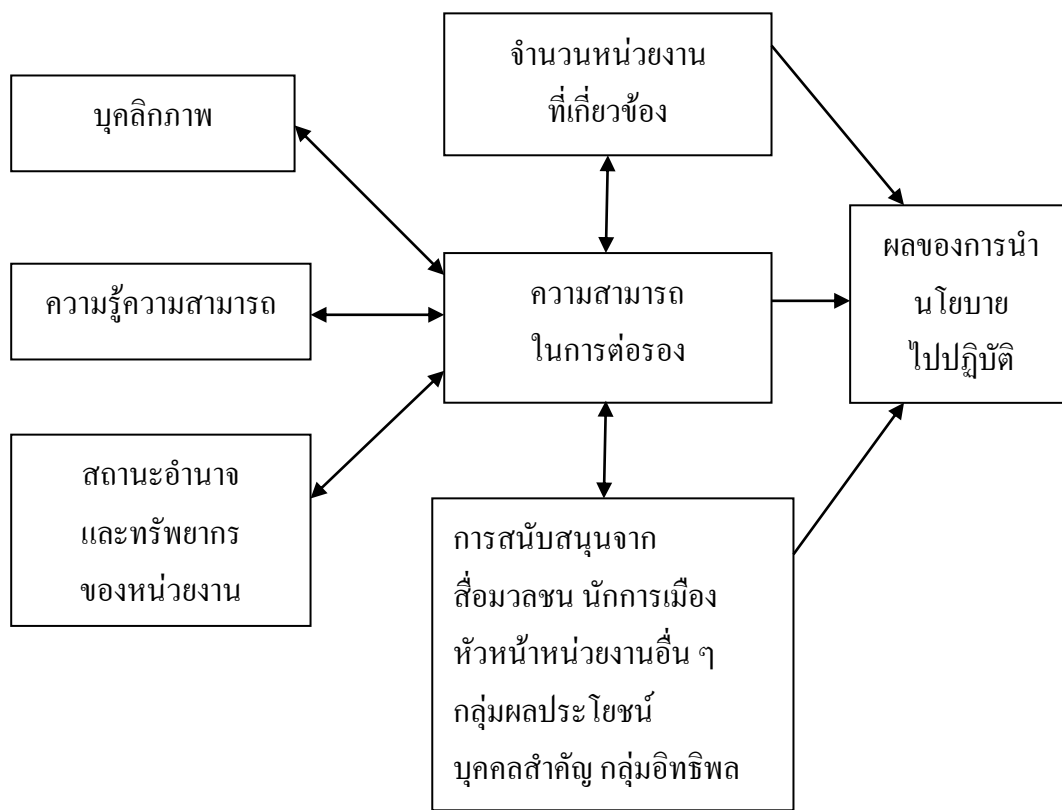 บุคลิกภาพ
ความรู้ความสามารถ
สถานะอำนาจ
และทรัพยากร
ของหน่วยงาน
จำนวนหน่วยงาน
ที่เกี่ยวข้อง
ความสามารถ
ในการต่อรอง
การสนับสนุนจาก
สื่อมวลชน นักการเมือง
หัวหน้าหน่วยงานอื่น ๆ
กลุ่มผลประโยชน์
บุคคลสำคัญ กลุ่มอิทธิพล
ผลของการนำ
นโยบาย
ไปปฏิบัติ